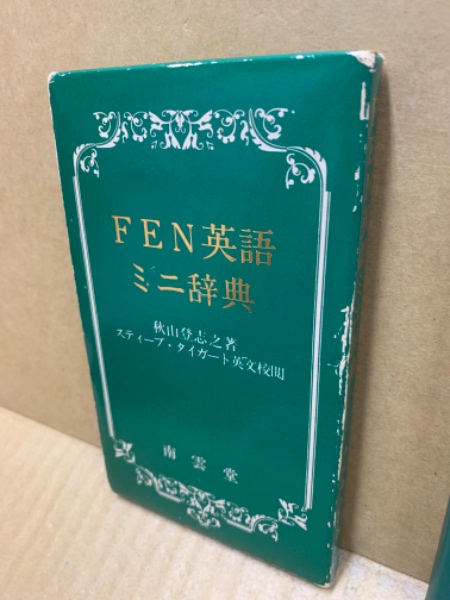 FEN英語
ミニ辞典
秋山登志之著
スティーブ・タイガート英文校閲
南雲堂